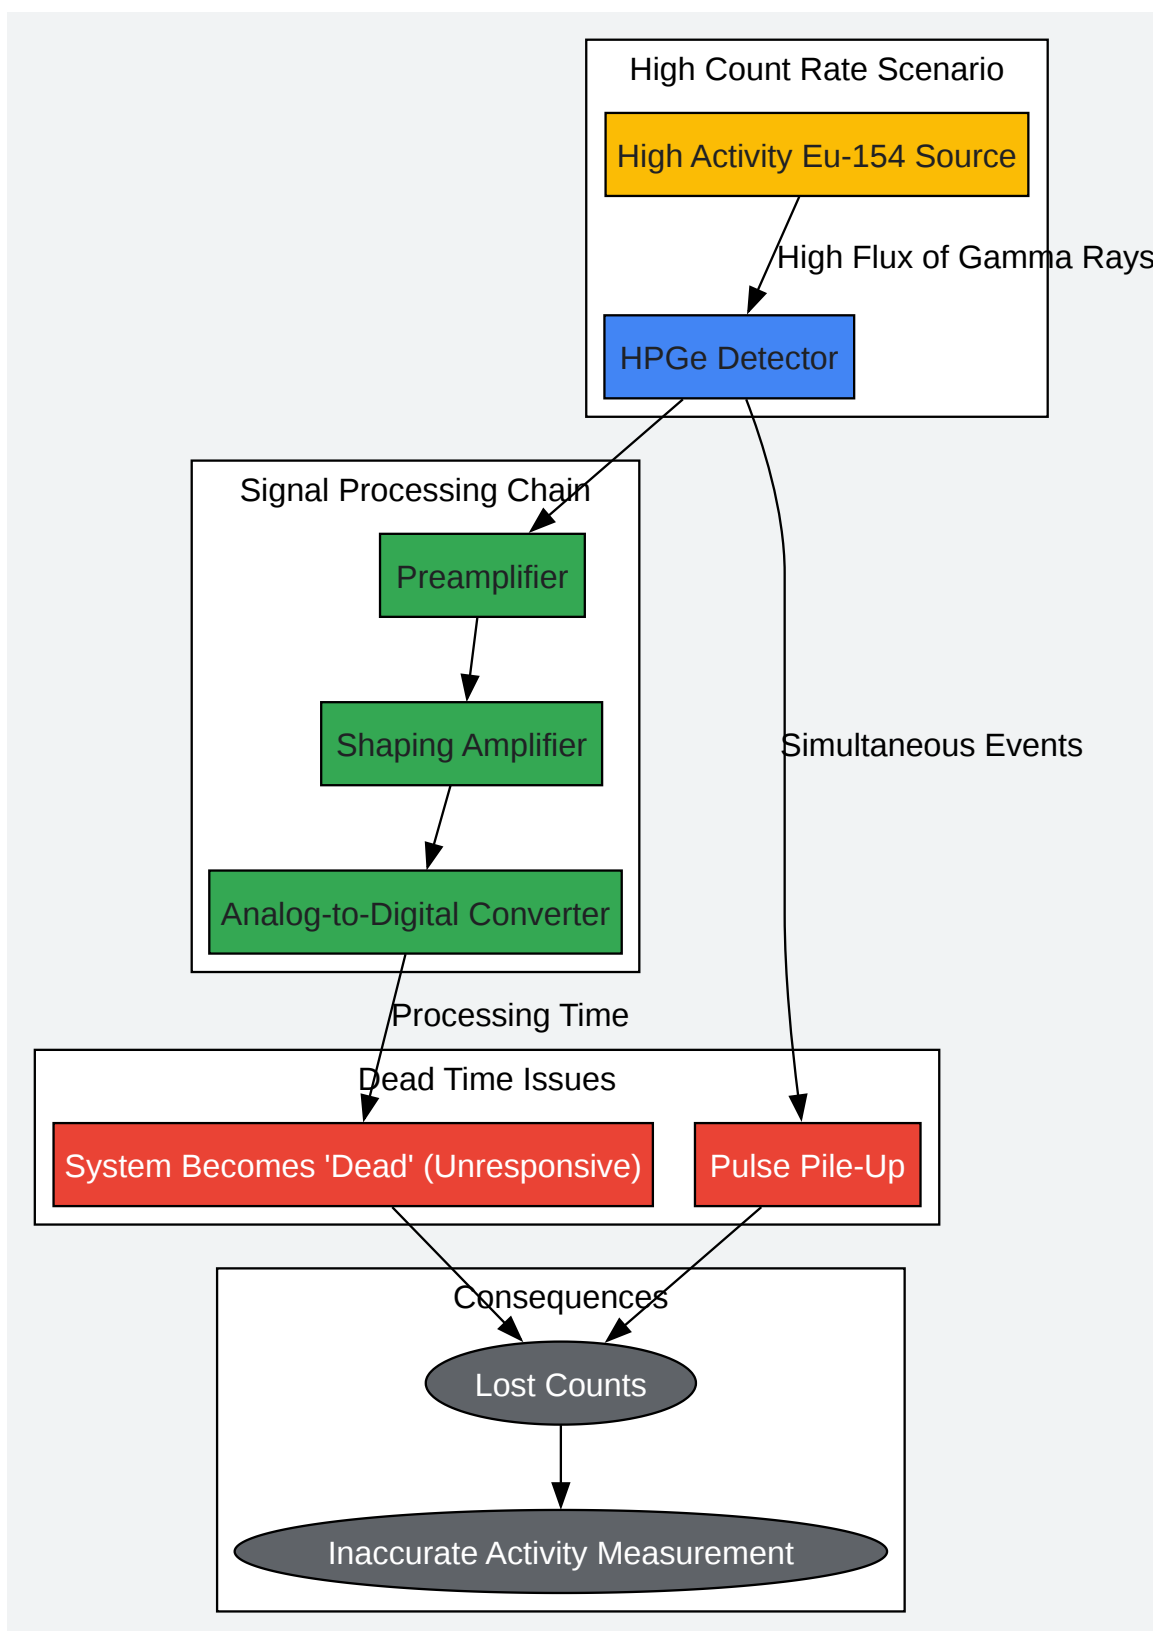 High Count Rate Scenario
High Activity Eu-154 Source
High Flux of Gamma Rays
HPGe Detector
Signal Processing Chain
Preamplifier
Shaping Amplifier
Simultaneous Events
Analog-to-Digital Converter
Processing Time
Dead Time Issues
System Becomes 'Dead' (Unresponsive)
Pulse Pile-Up
Consequences
Lost Counts
Inaccurate Activity Measurement